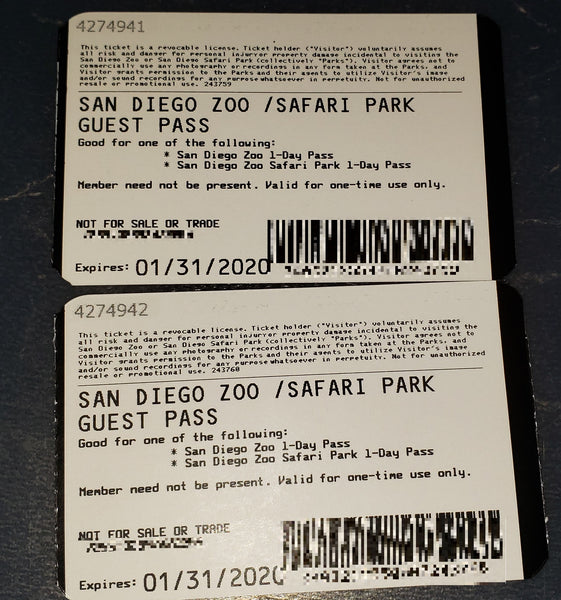 4274941
This ticket is a revocable license. Ticket holder ("Visitor") voluntarily assumes
all risk and danger for personal injury or property damage incidental to visiting the
San Diego Zoo or San Diego Safari Park (collectively "Parks"). Visitor agrees not to
commercially use any photography or recordings in any form taken at the Parks, and
Visitor grants permission to the Parks and their agents to utilize Visitor's image
and/or sound recordings for any purpose whatsoever in perpetuity. Not for unauthorized
resale or promotional use. 243759
SAN DIEGO ZOO /SAFARI PARK
GUEST PASS
Good for one of the following:
* San Diego Zoo 1-Day Pass
* San Diego Zoo Safari Park 1-Day Pass
Member need not be present. Valid for one-time use only.
NOT FOR SALE OR TRADE
Expires: 01/31/2020
4274942
This ticket is a revocable license. Ticket holder ("Visitor") voluntarily assumes
all risk and danger for personal injury or property damage incidental to visiting the
San Diego Zoo or San Diego Safari Park (collectively "Parks"). Visitor agrees not to
commercially use any photography or recordings in any form taken at the Parks, and
Visitor grants permission to the Parks and their agents to utilize Visitor's image
and/or sound recordings for any purpose whatsoever in perpetuity. Not for unauthorized
resale or promotional use. 243760
SAN DIEGO ZOO /SAFARI PARK
GUEST PASS
Good for one of the following:
* San Diego Zoo 1-Day Pass
* San Diego Zoo Safari Park 1-Day Pass
Member need not be present. Valid for one-time use only.
NOT FOR SALE OR TRADE
Expires: 01/31/2020